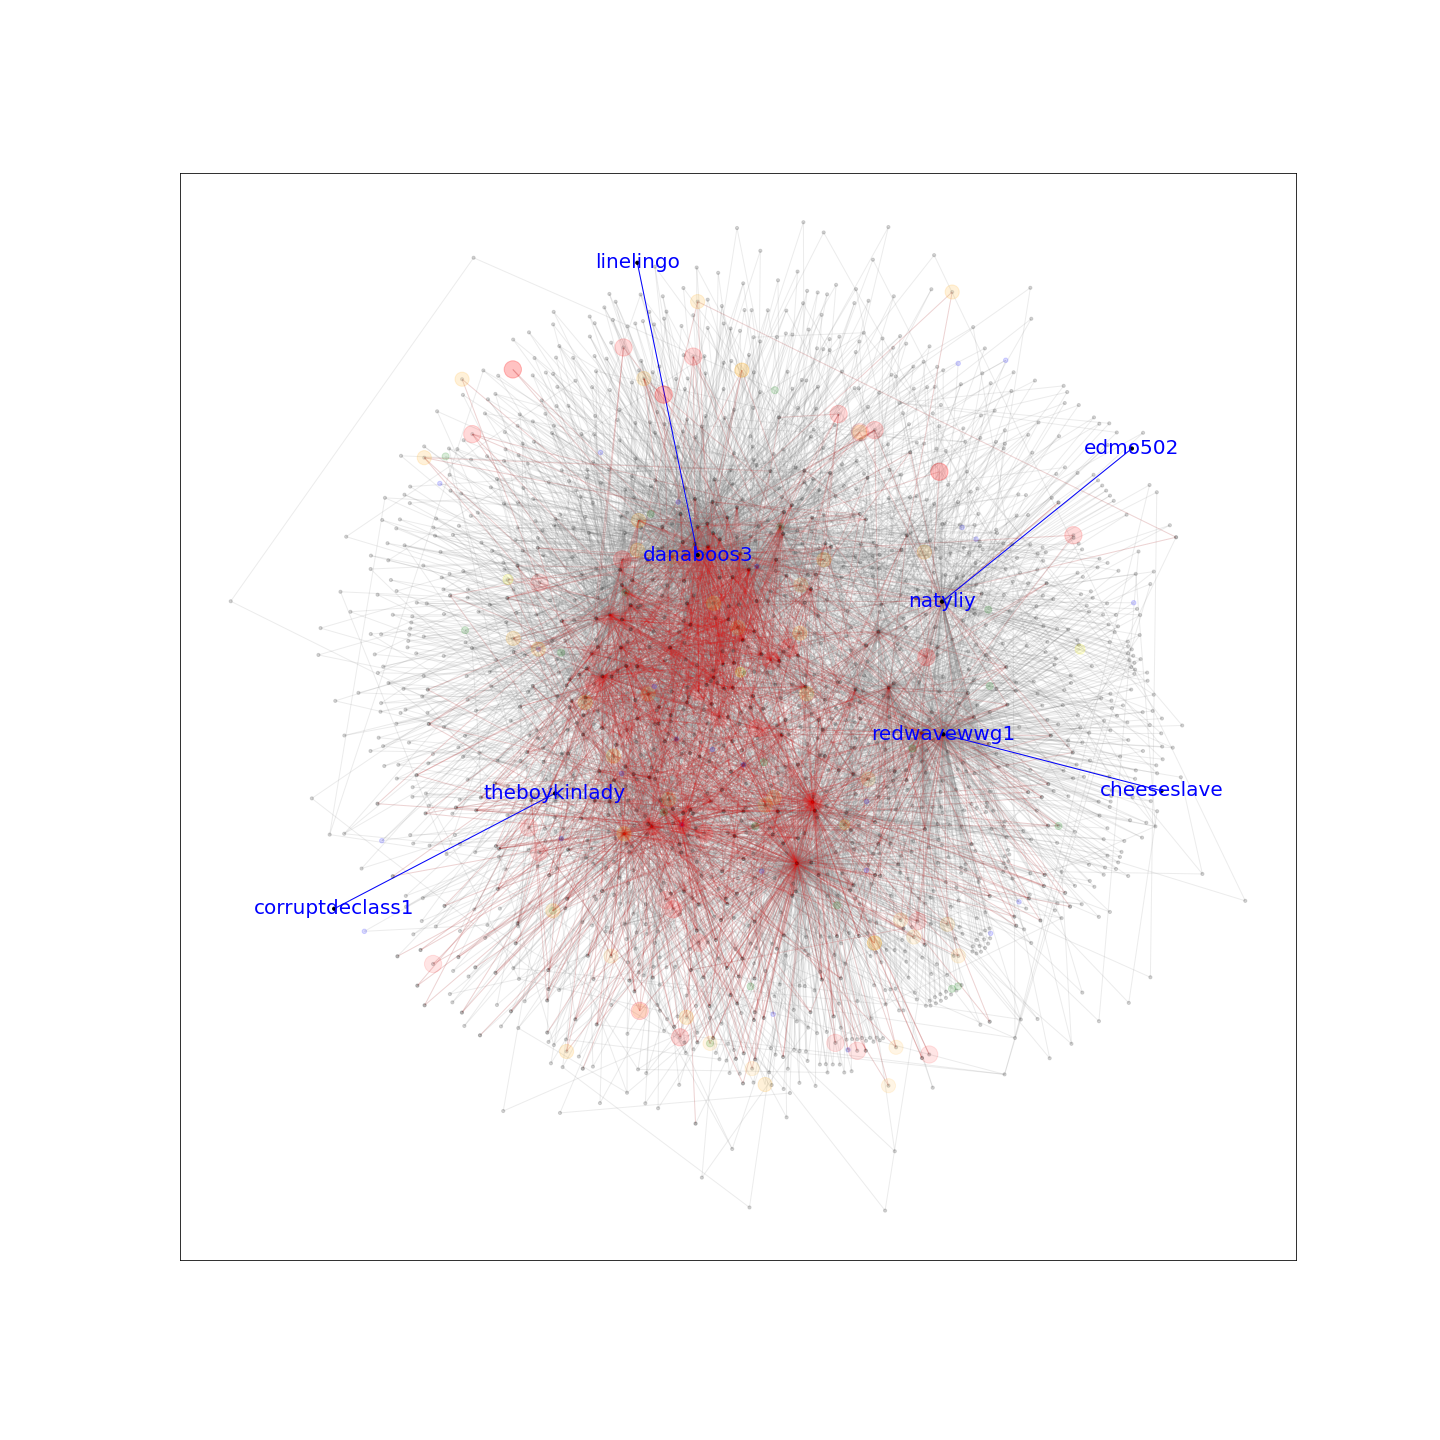 linelingo
edmo502
danaboos3
natyliy
redwavewwg1
cheeseslave
theboykinlady
corruptdeclass1